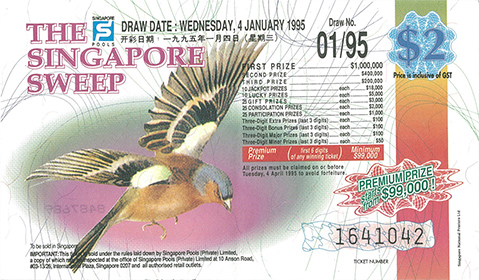 THE SINGAPORE SWEEP
SINGAPORE POOLS
DRAW DATE : WEDNESDAY, 4 JANUARY 1995
开彩日期：一九九五年一月四日（星期三）
Draw No.
01/95
$2
Price is inclusive of GST
FIRST PRIZE $1,000,000
SECOND PRIZE $400,000
THIRD PRIZE $200,000
10 JACKPOT PRIZES each $18,000
10 LUCKY PRIZES each $5,000
25 GIFT PRIZES each $3,000
25 CONSOLATION PRIZES each $2,000
25 PARTICIPATION PRIZES each $1,000
Three-Digit Extra Prizes (last 3 digits) each $100
Three-Digit Bonus Prizes (last 3 digits) each $100
Three-Digit Major Prizes (last 3 digits) each $100
Three-Digit Minor Prizes (last 3 digits) each $50
Premium Prize (first 6 digits of any winning ticket) Minimum $99,000
All prizes must be claimed on or before
Tuesday, 4 April 1995 to avoid forfeiture.
PREMIUM PRIZE
from $99,000!!
1641042
TICKET NUMBER
To be sold in Singapore
IMPORTANT: This is sold under the rules laid down by Singapore Pools (Private) Limited,
a copy of which may be inspected at the office of Singapore Pools (Private) Limited at 10 Anson Road,
#03-13/26, International Plaza, Singapore 0207 and all authorised retail outlets.